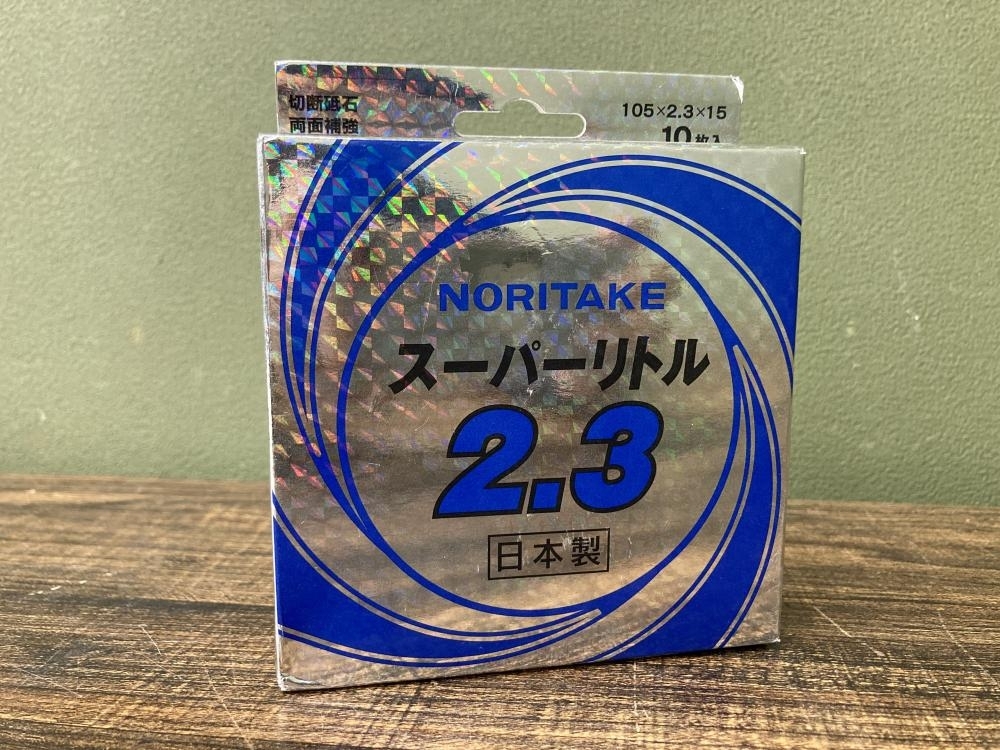 切断砥石
両面補強
105×2.3×15
10枚入
NORITAKE
スーパーリトル
2.3
日本製